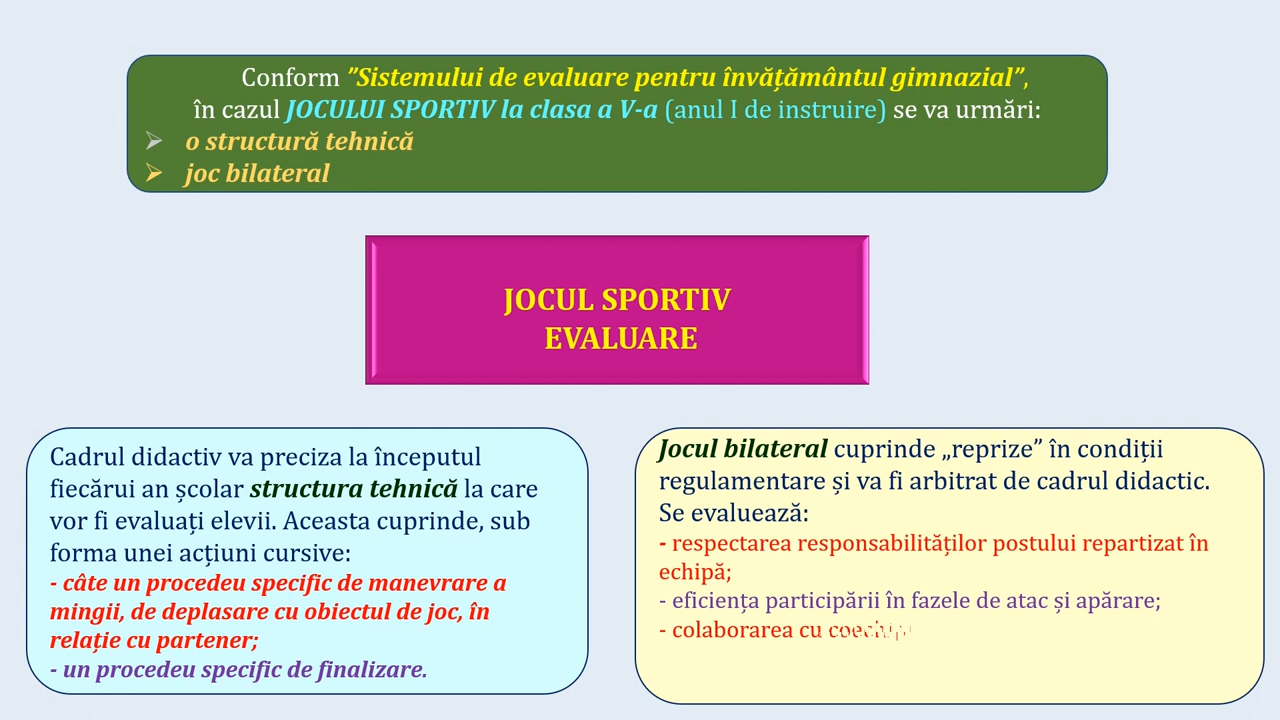 Conform ”Sistemului de evaluare pentru învățământul gimnazial”,
în cazul JOCULUI SPORTIV la clasa a V-a (anul I de instruire) se va urmări:
o structură tehnică
joc bilateral
JOCUL SPORTIV
EVALUARE
Cadrul didactiv va preciza la începutul
fiecărui an școlar structura tehnică la care
vor fi evaluați elevii. Aceasta cuprinde, sub
forma unei acțiuni cursive:
- câte un procedeu specific de manevrare a
mingii, de deplasare cu obiectul de joc, în
relație cu partener;
- un procedeu specific de finalizare.
Jocul bilateral cuprinde „reprize” în condiții
regulamentare și va fi arbitrat de cadrul didactic.
Se evaluează:
- respectarea responsabilităților postului repartizat în
echipă;
- eficiența participării în fazele de atac și apărare;
- colaborarea cu